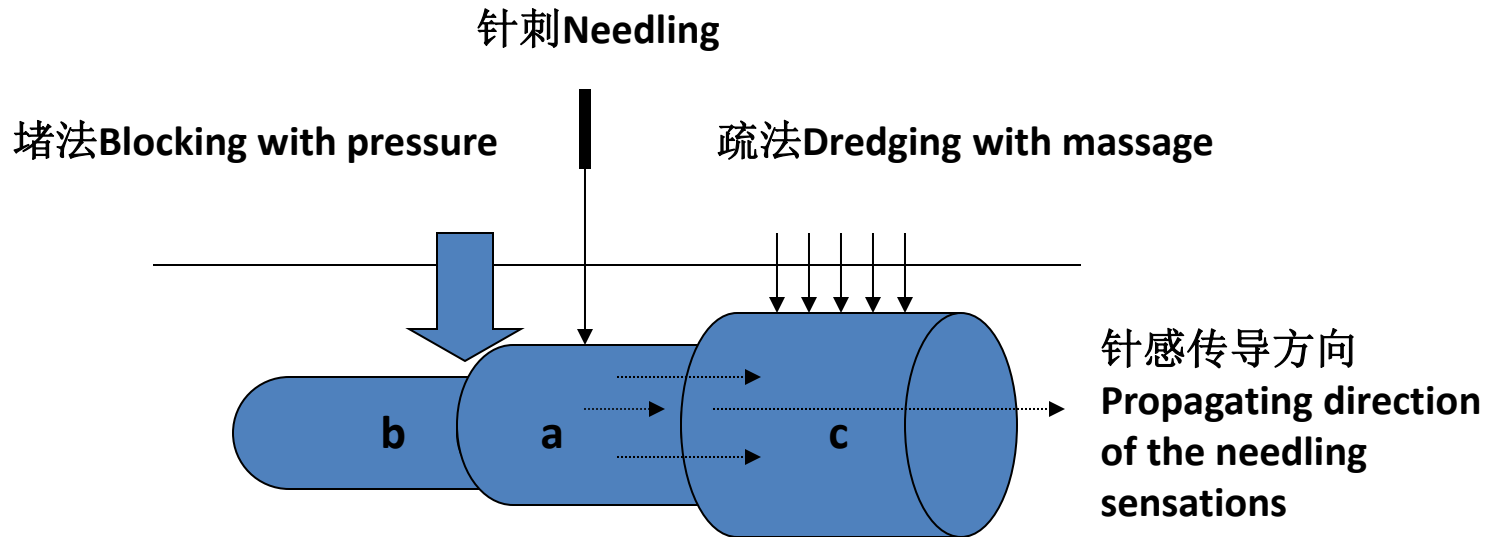 针刺Needling
堵法Blocking with pressure
疏法Dredging with massage
针感传导方向
Propagating direction
of the needling
sensations
b
a
c